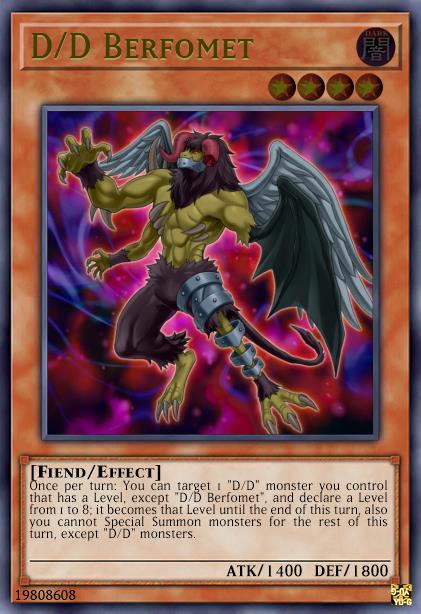 D/D Berfomet
DARK
闇
[Fiend/Effect]
Once per turn: You can target 1 "D/D" monster you control
that has a Level, except "D/D Berfomet", and declare a Level
from 1 to 8; it becomes that Level until the end of this turn, also
you cannot Special Summon monsters for the rest of this
turn, except "D/D" monsters.
ATK/1400 DEF/1800
19808608